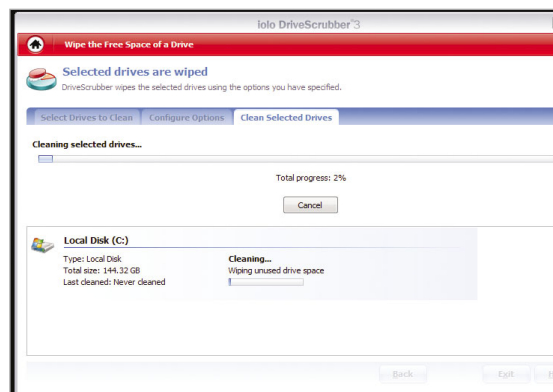 iolo DriveScrubber™3
Wipe the Free Space of a Drive
Selected drives are wiped
DriveScrubber wipes the selected drives using the options you have specified.
Select Drives to Clean Configure Options Clean Selected Drives
Cleaning selected drives...
Total progress: 2%
Cancel
Local Disk (C:)
Type: Local Disk Cleaning...
Total size: 144.32 GB Wiping unused drive space
Last cleaned: Never cleaned
Back Exit